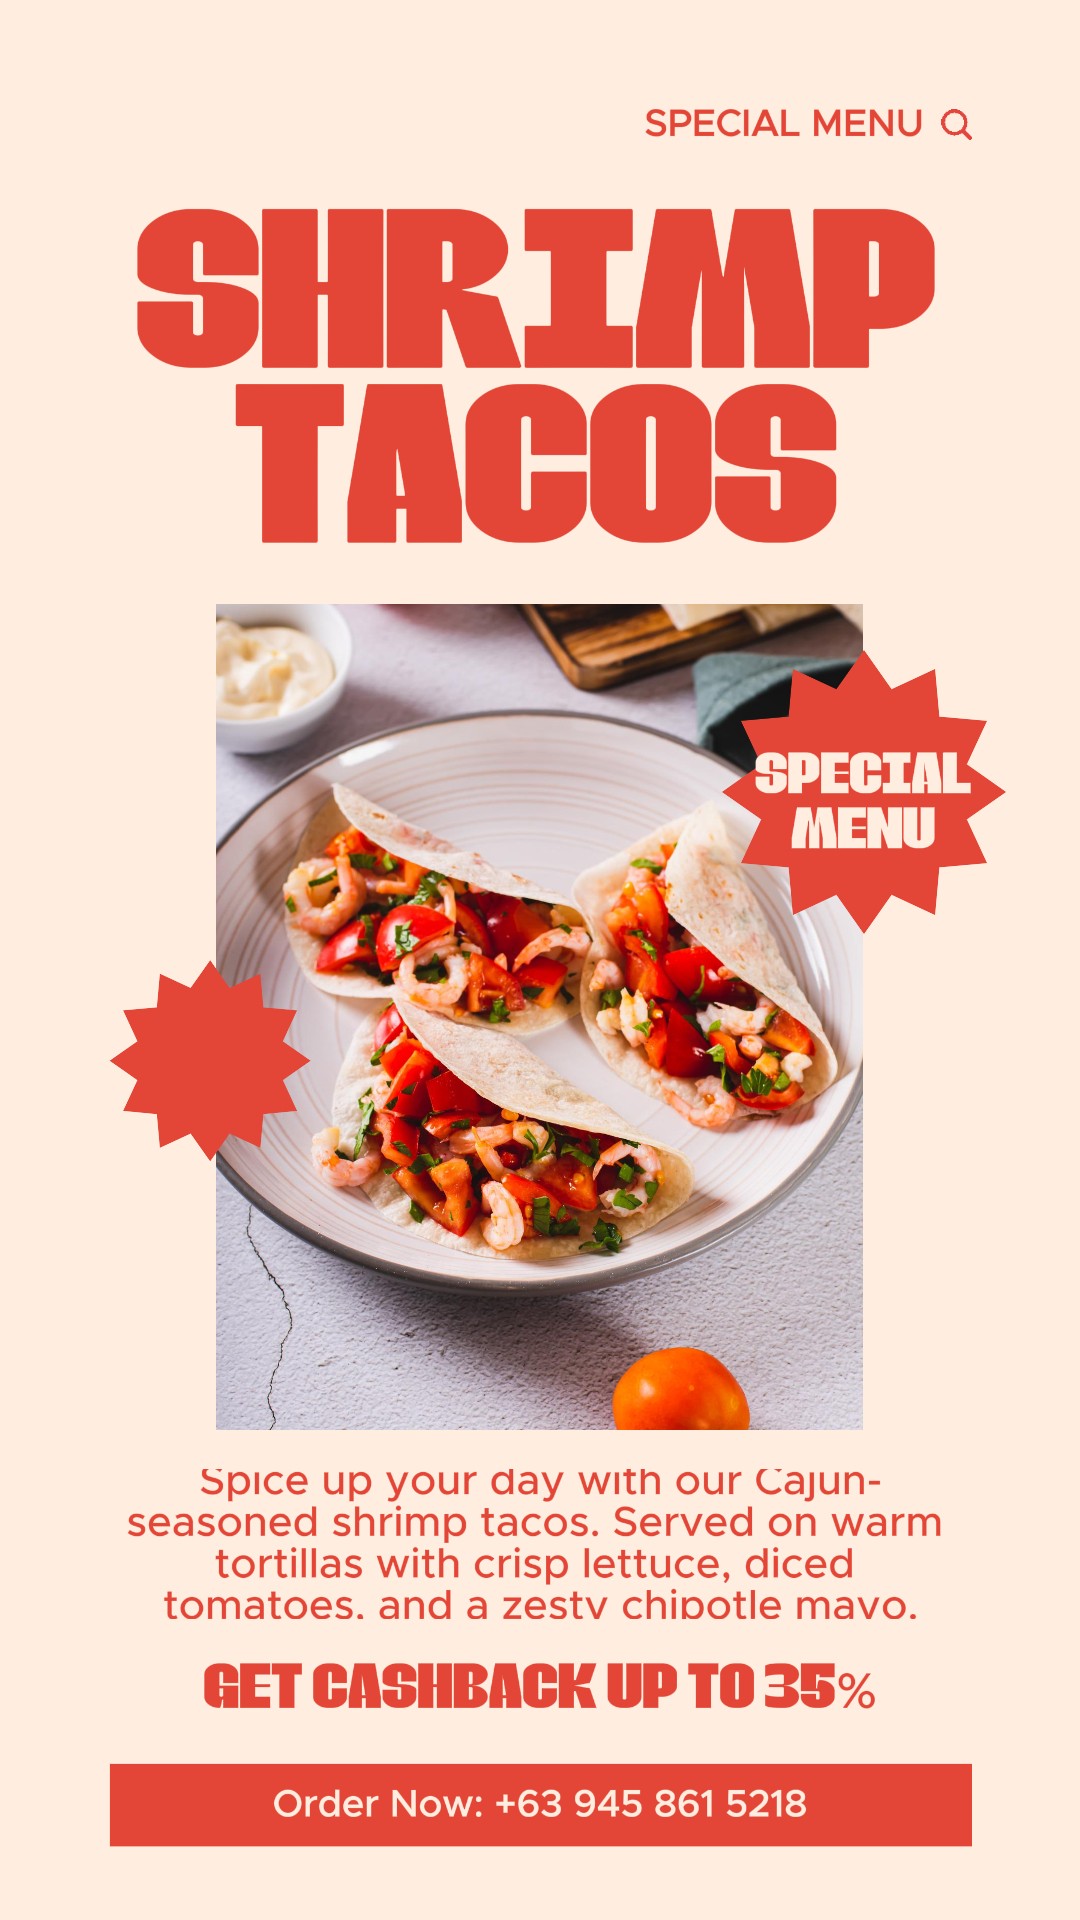 SPECIAL MENU
SHRIMP
TACOS
SPECIAL
MENU
Spice up your day with our Cajun-
seasoned shrimp tacos. Served on warm
tortillas with crisp lettuce, diced
tomatoes, and a zesty chipotle mayo.
GET CASHBACK UP TO 35%
Order Now: +63 945 861 5218